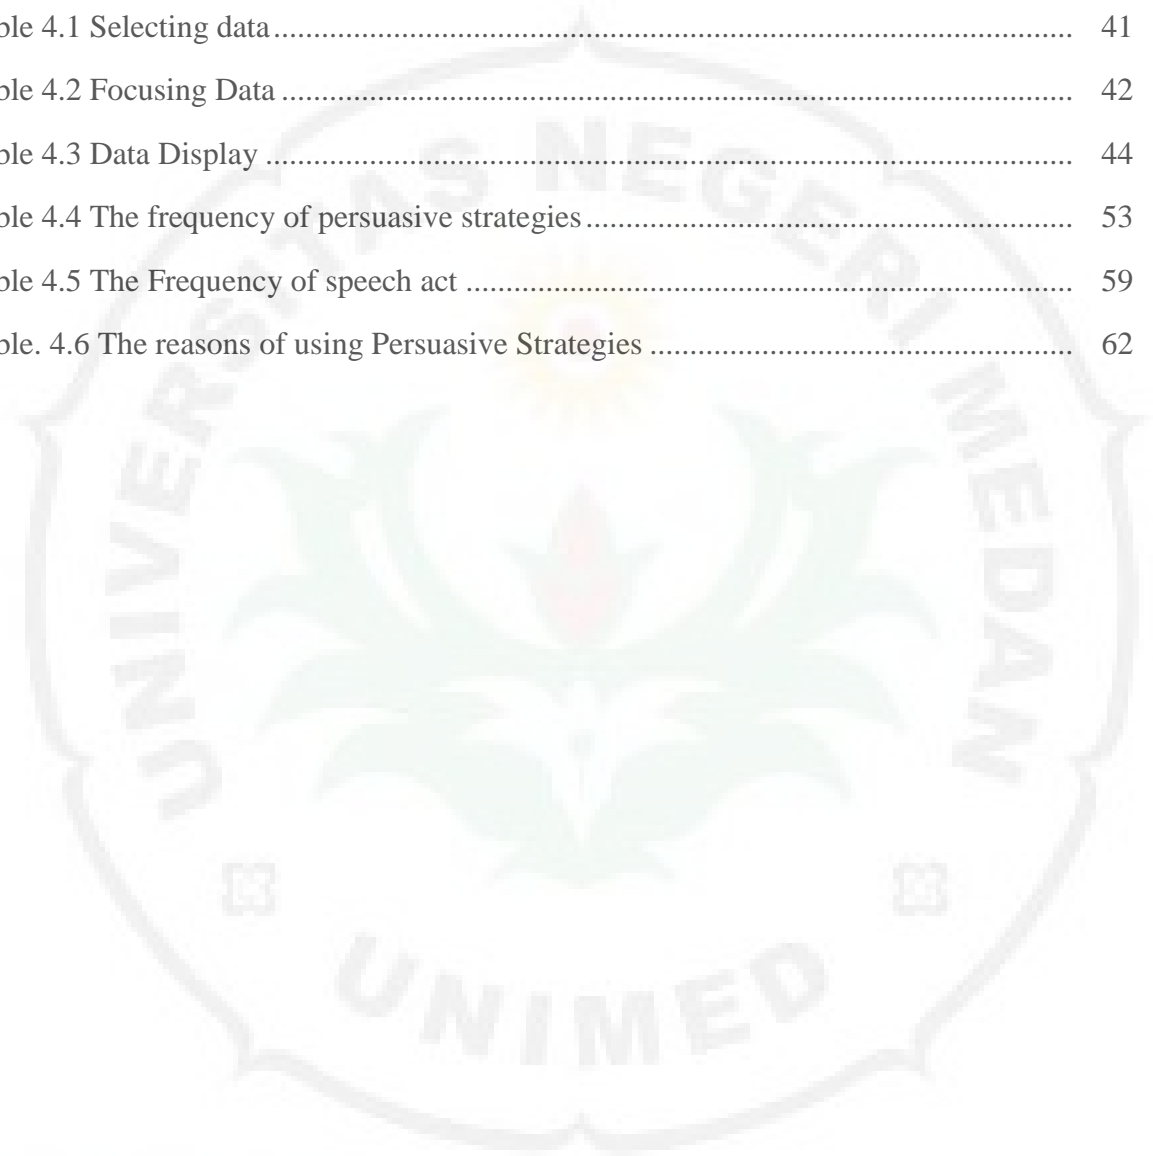 ble 4.1 Selecting data........................................................................................................ 41
ble 4.2 Focusing Data ........................................................................................................ 42
ble 4.3 Data Display ........................................................................................................ 44
ble 4.4 The frequency of persuasive strategies ................................................................ 53
ble 4.5 The Frequency of speech act ................................................................................ 59
ble. 4.6 The reasons of using Persuasive Strategies ........................................................ 62
UNIVERSITAS NEGERI MEDAN
UNIMED